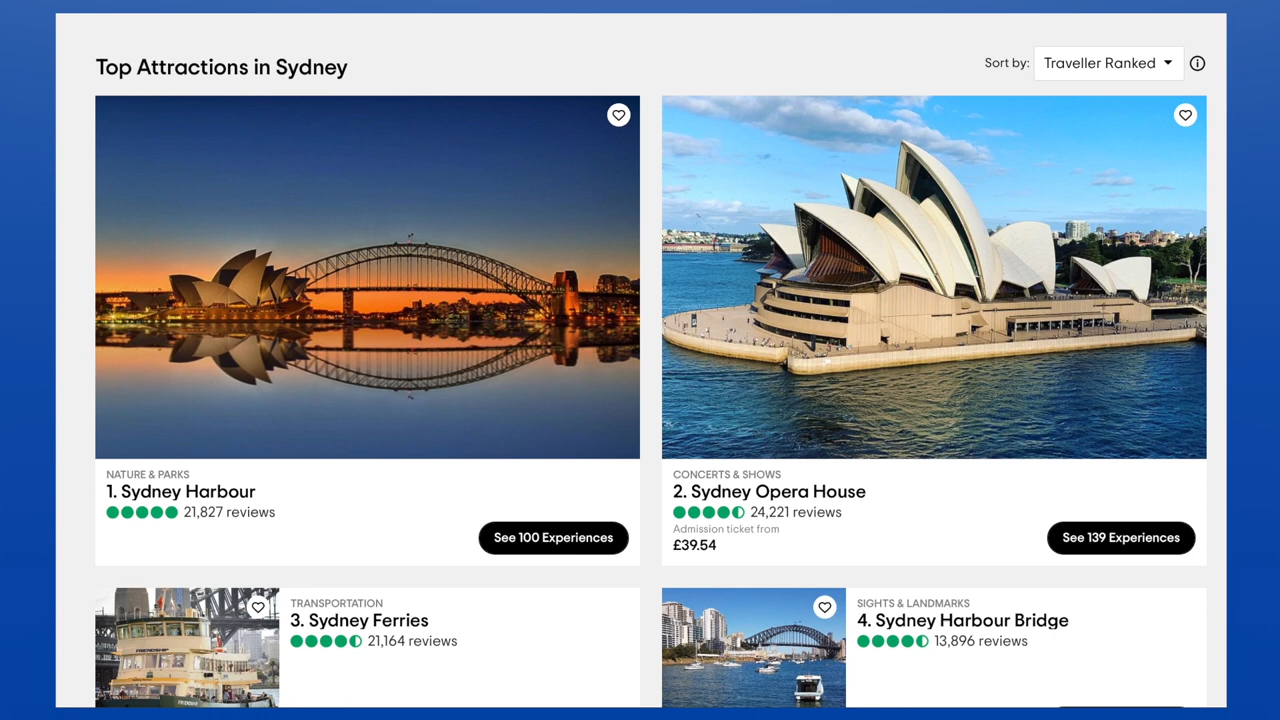 Top Attractions in Sydney
Sort by: Traveller Ranked
NATURE & PARKS
1. Sydney Harbour
21,827 reviews
See 100 Experiences
CONCERTS & SHOWS
2. Sydney Opera House
24,221 reviews
Admission ticket from
£39.54
See 139 Experiences
TRANSPORTATION
3. Sydney Ferries
21,164 reviews
FRIENDSHIP
SIGHTS & LANDMARKS
4. Sydney Harbour Bridge
13,896 reviews